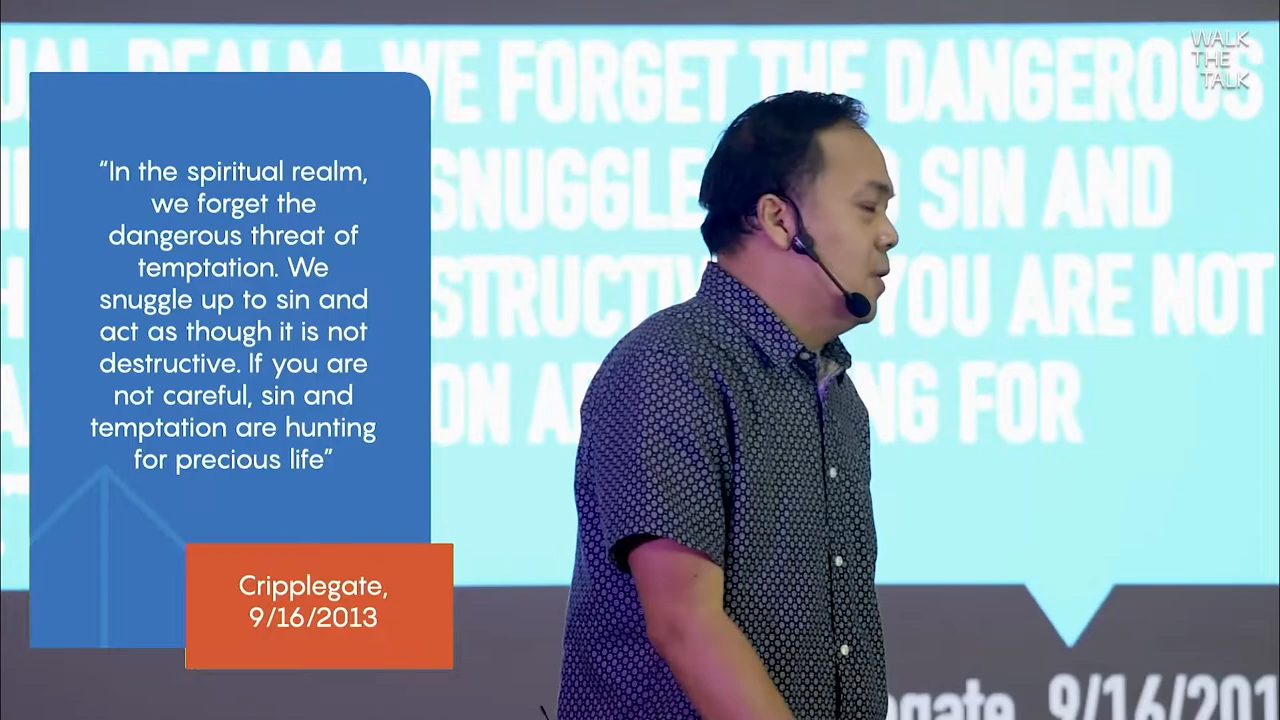 WALK
THE
TALK
UAL REALM, WE FORGET THE DANGEROUS
SNUGGLE SIN AND
YOU ARE NOT
FOR
“In the spiritual realm,
we forget the
dangerous threat of
temptation. We
snuggle up to sin and
act as though it is not
destructive. If you are
not careful, sin and
temptation are hunting
for precious life”
Cripplegate,
9/16/2013
9/16/201